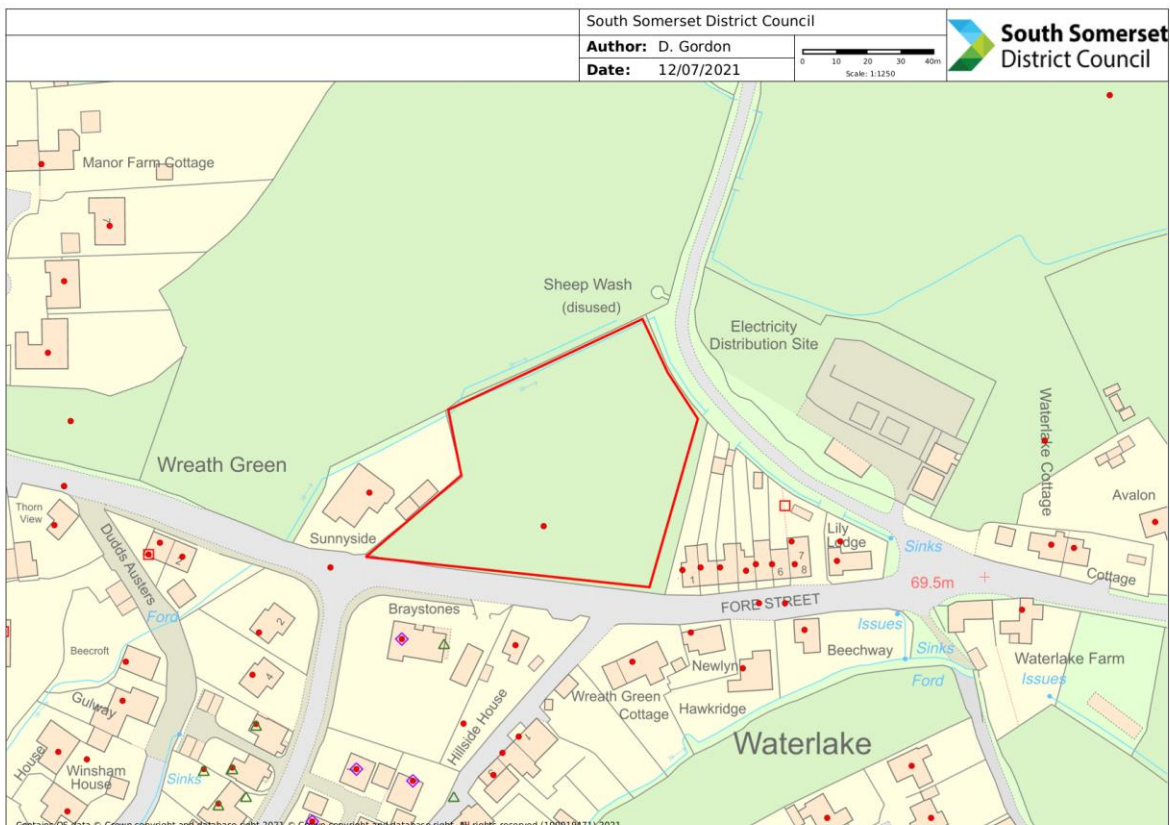 South Somerset District Council
Author: D. Gordon
Date: 12/07/2021
0 10 20 30 40m
Scale: 1:1250
South Somerset
District Council
Manor Farm Cottage
7
Sheep Wash
(disused)
Electricity
Distribution Site
Waterlake Cottage
Avalon
Wreath Green
Thorn
View
Dudds Austers
2
Sunnyside
Lily
Lodge
Sinks
1
6
7
8
69.5m
Cottage
FORE STREET
Ford
Braystones
2
Issues
Beechway
Sinks
Ford
Waterlake Farm
Issues
Beecroft
4
Gulway
Hillside House
Newlyn
Wreath Green
Cottage
Hawkridge
House
Winsham
House
Sinks
1
Waterlake